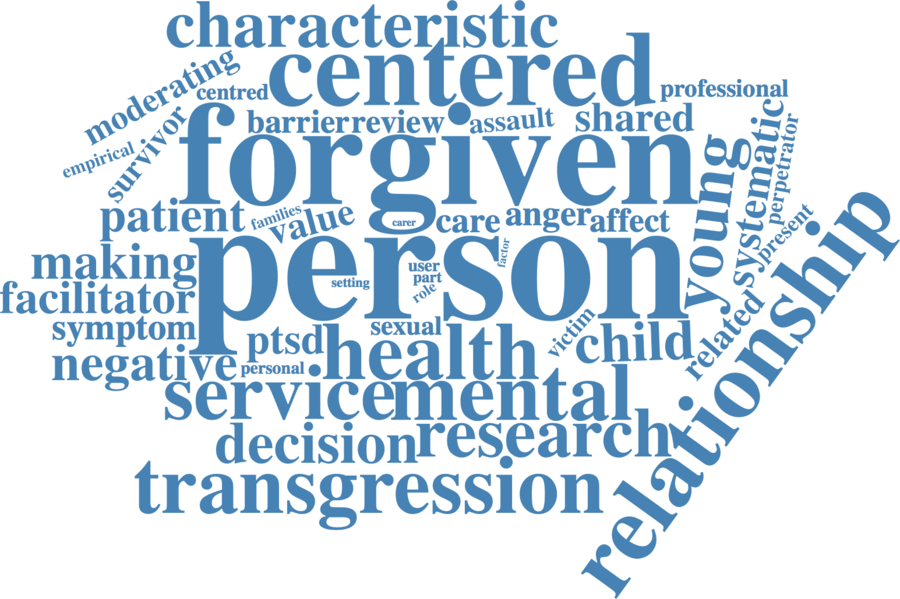 characteristic
moderating
centred
centered
professional
empirical
survivor
barrier
review
assault
shared
forgiven
young
systematic
perpetrator
patient
families
value
carer
care
anger
affect
present
making
person
setting
user
part
role
factor
relationship
facilitator
symptom
ptsd
sexual
victim
child
related
negative
personal
health
service
mental
decision
research
transgression